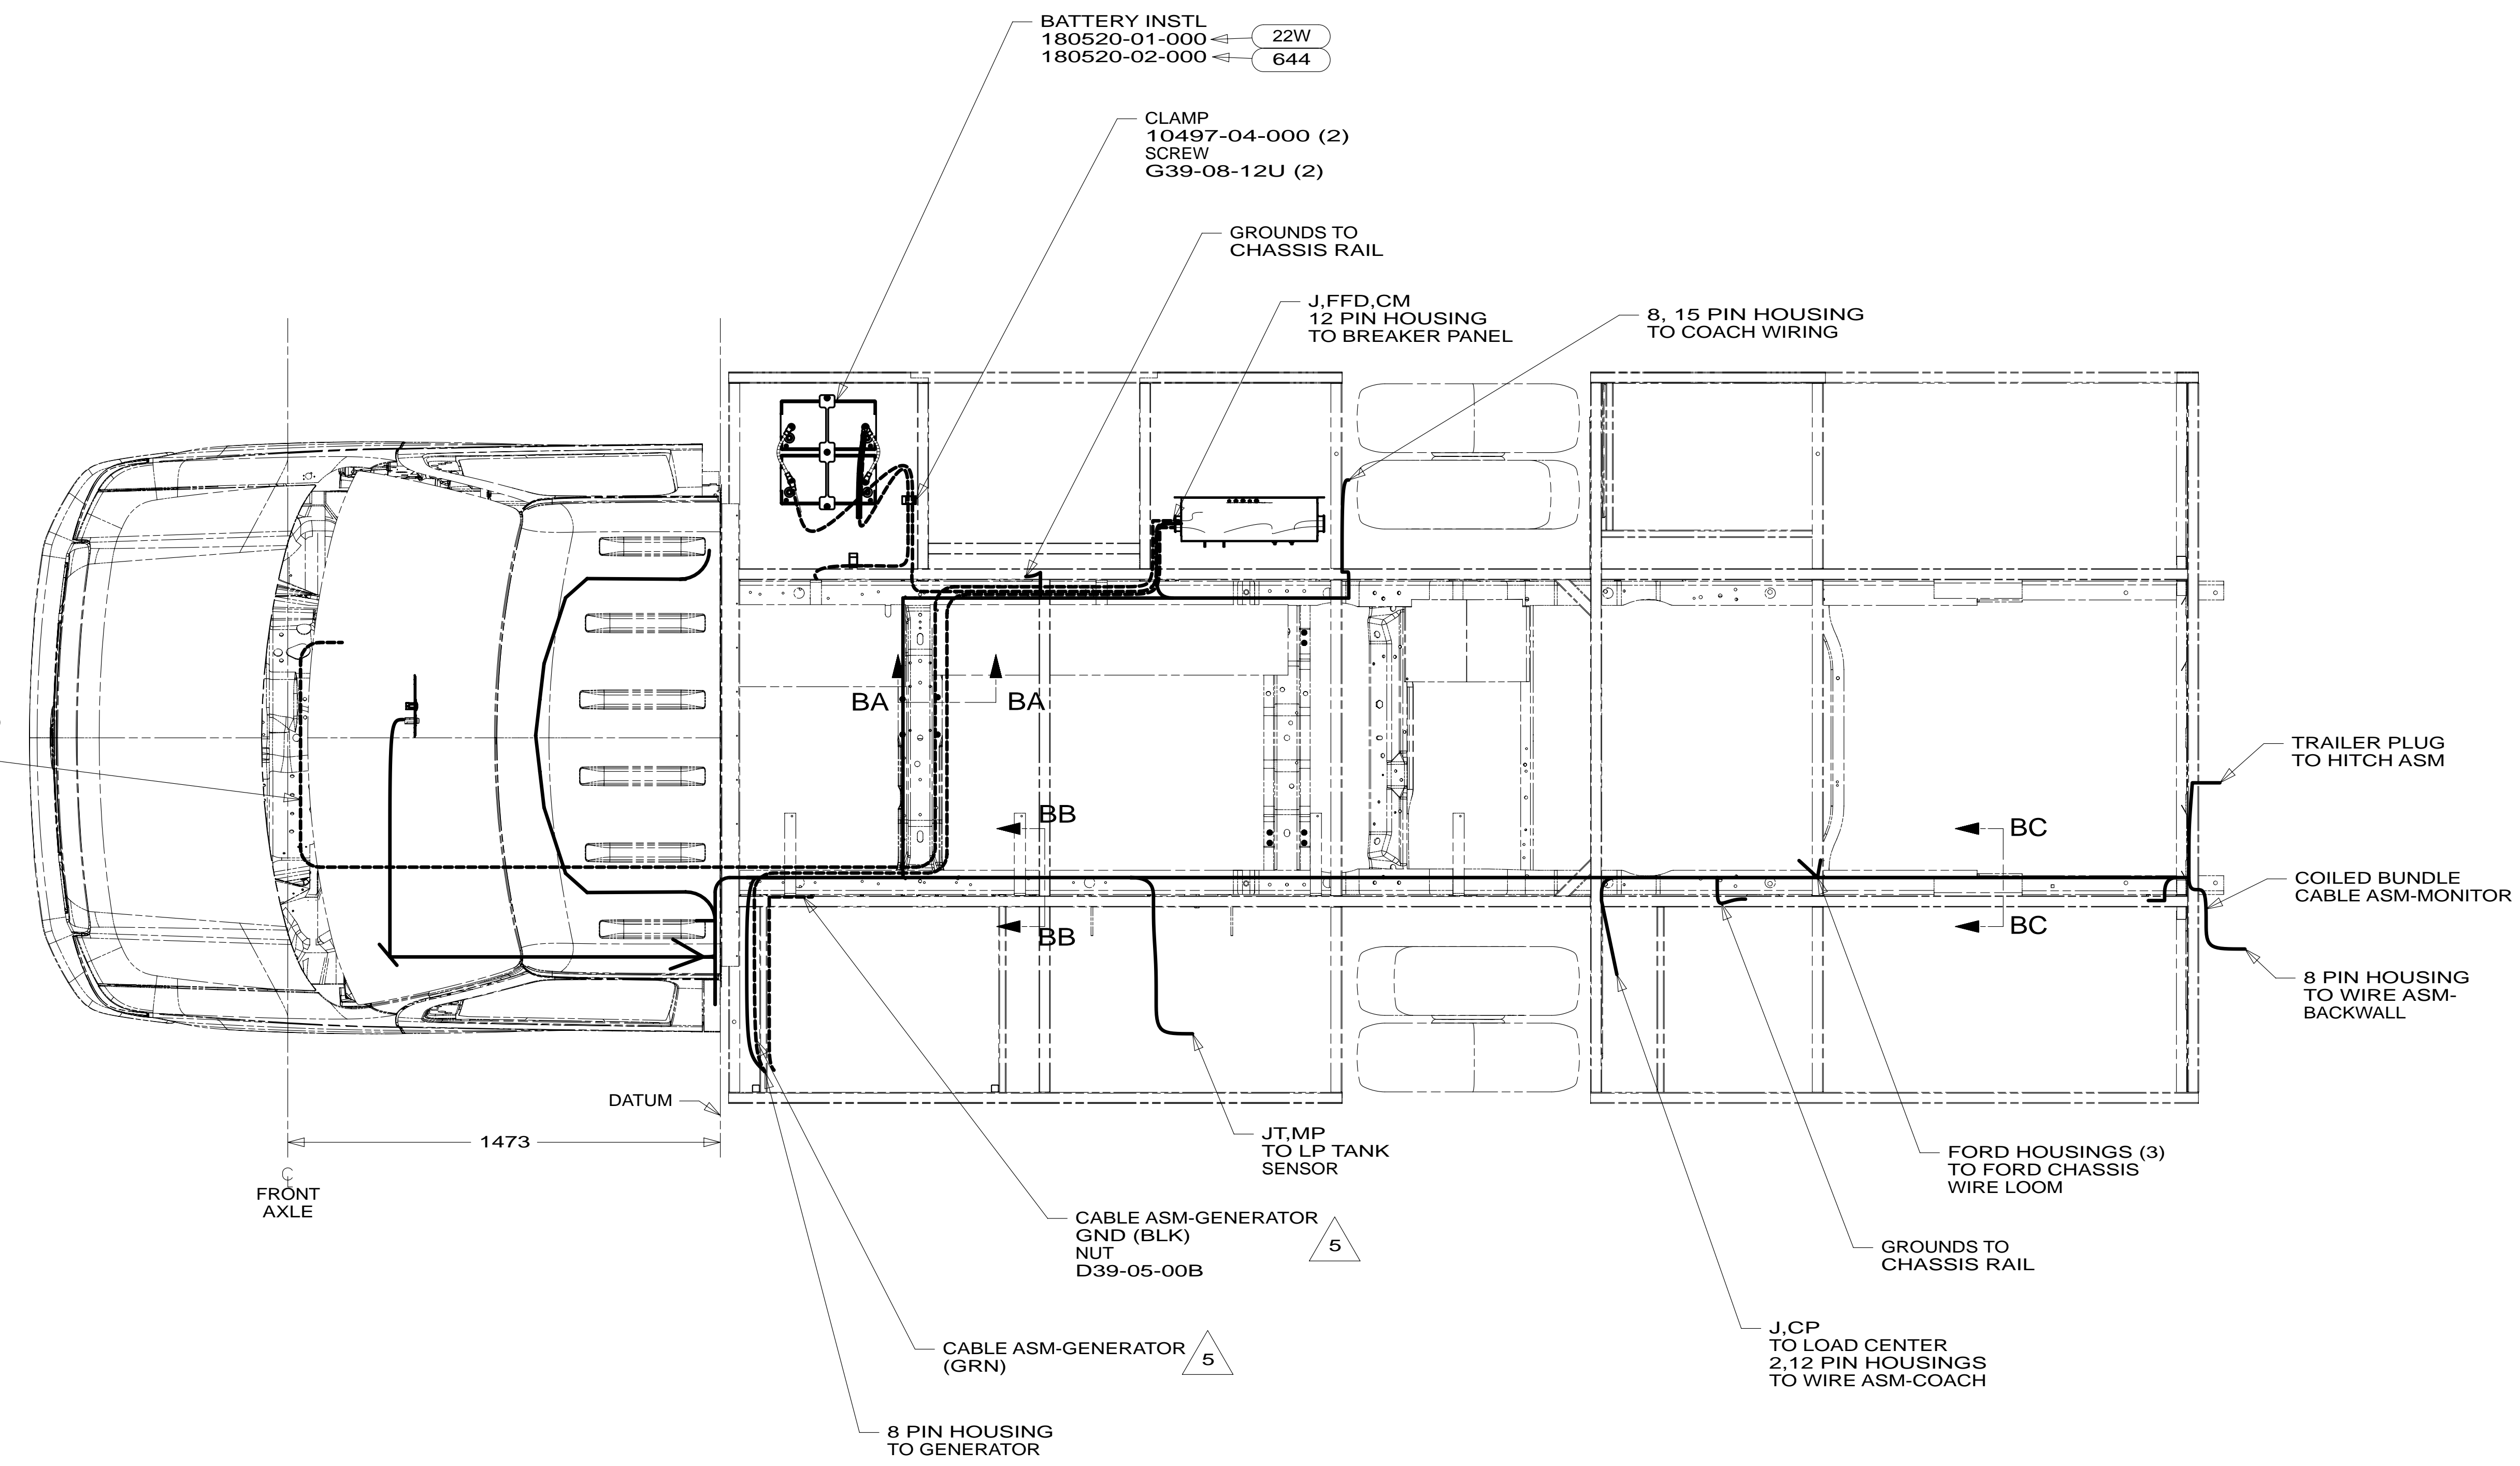 BATTERY INSTL
180520-01-000
22W
180520-02-000
644
CLAMP
10497-04-000 (2)
SCREW
G39-08-12U (2)
GROUNDS TO
CHASSIS RAIL
J,FFD,CM
12 PIN HOUSING
TO BREAKER PANEL
8, 15 PIN HOUSING
TO COACH WIRING
BA
BA
BB
BB
BC
BC
TRAILER PLUG
TO HITCH ASM
COILED BUNDLE
CABLE ASM-MONITOR
8 PIN HOUSING
TO WIRE ASM-
BACKWALL
DATUM
1473
CL
FRONT
AXLE
JT,MP
TO LP TANK
SENSOR
FORD HOUSINGS (3)
TO FORD CHASSIS
WIRE LOOM
CABLE ASM-GENERATOR
GND (BLK)
NUT
D39-05-00B
5
GROUNDS TO
CHASSIS RAIL
CABLE ASM-GENERATOR
(GRN)
5
J,CP
TO LOAD CENTER
2,12 PIN HOUSINGS
TO WIRE ASM-COACH
8 PIN HOUSING
TO GENERATOR